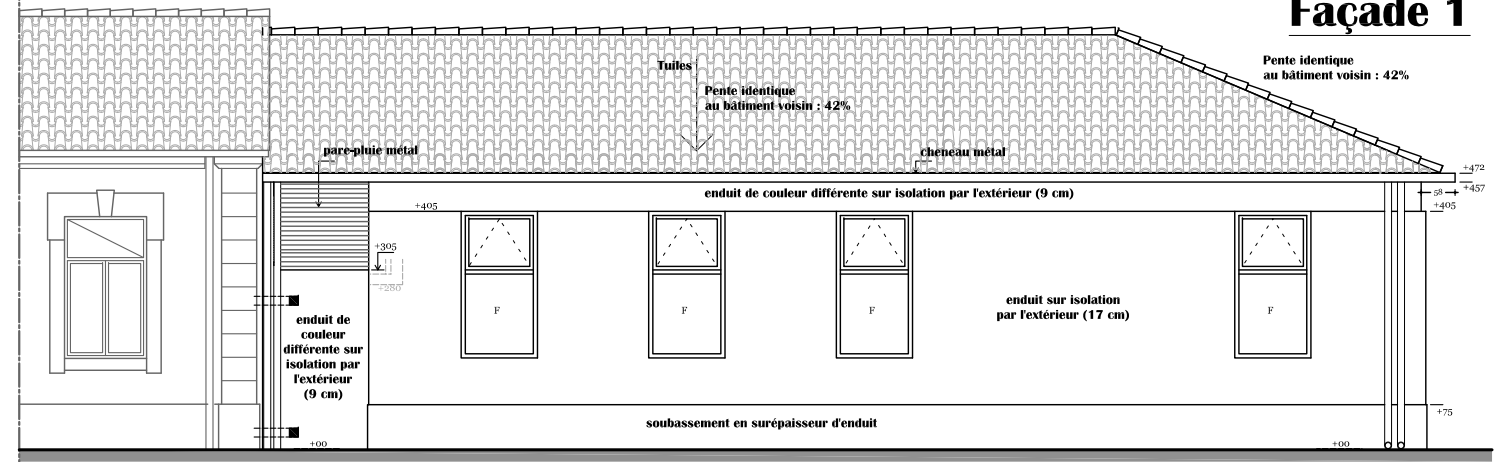 Façade 1
Pente identique
au bâtiment voisin : 42%
Tuiles
Pente identique
au bâtiment voisin : 42%
pare-pluie métal
cheneau métal
+472
+457
58
enduit de couleur différente sur isolation par l'extérieur (9 cm)
+405
+405
+305
+280
F
F
F
F
enduit sur isolation
par l'extérieur (17 cm)
enduit de
couleur
différente sur
isolation par
l'extérieur
(9 cm)
+75
soubassement en surépaisseur d'enduit
+00
+00